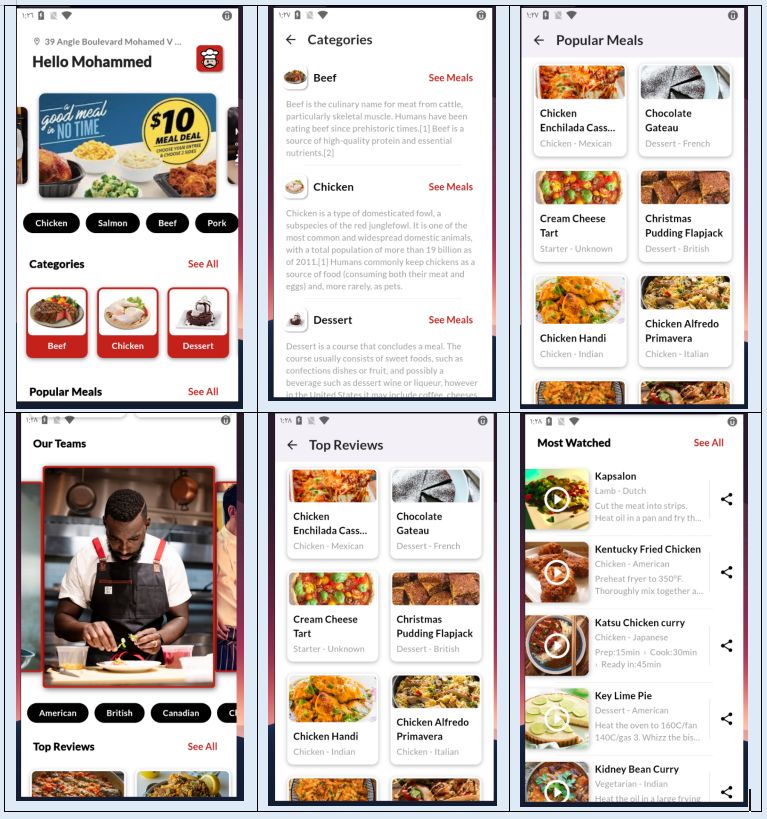 ١:٢٦
39 Angle Boulevard Mohamed V ...
Hello Mohammed
a
good meal
in NO TIME
$10
MEAL DEAL
CHOOSE YOUR ENTREE
& CHOOSE 2 SIDES
Chicken
Salmon
Beef
Pork
Categories
See All
Beef
Chicken
Dessert
Popular Meals
See All
١:٢٧
Categories
Beef
See Meals
Beef is the culinary name for meat from cattle,
particularly skeletal muscle. Humans have been
eating beef since prehistoric times.[1] Beef is a
source of high-quality protein and essential
nutrients.[2]
Chicken
See Meals
Chicken is a type of domesticated fowl, a
subspecies of the red junglefowl. It is one of the
most common and widespread domestic animals,
with a total population of more than 19 billion as
of 2011.[1] Humans commonly keep chickens as a
source of food (consuming both their meat and
eggs) and, more rarely, as pets.
Dessert
See Meals
Dessert is a course that concludes a meal. The
course usually consists of sweet foods, such as
confections dishes or fruit, and possibly a
beverage such as dessert wine or liqueur, however
in the United States it may include coffee, cheeses,
١:٢٧
Popular Meals
Chicken
Enchilada Cass...
Chicken - Mexican
Chocolate
Gateau
Dessert - French
Cream Cheese
Tart
Starter - Unknown
Christmas
Pudding Flapjack
Dessert - British
Chicken Handi
Chicken - Indian
Chicken Alfredo
Primavera
Chicken - Italian
١:٢٨
Our Teams
American
British
Canadian
Top Reviews
See All
١:٢٨
Top Reviews
Chicken
Enchilada Cass...
Chicken - Mexican
Chocolate
Gateau
Dessert - French
Cream Cheese
Tart
Starter - Unknown
Christmas
Pudding Flapjack
Dessert - British
Chicken Handi
Chicken - Indian
Chicken Alfredo
Primavera
Chicken - Italian
١:٢٨
Most Watched
See All
Kapsalon
Lamb - Dutch
Cut the meat into strips.
Heat oil in a pan and fry th...
Kentucky Fried Chicken
Chicken - American
Preheat fryer to 350°F.
Thoroughly mix together a...
Katsu Chicken curry
Chicken - Japanese
Prep:15min › Cook:30min
› Ready in:45min
Key Lime Pie
Dessert - American
Heat the oven to 160C/fan
140C/gas 3. Whizz the bis...
Kidney Bean Curry
Vegetarian - Indian
Heat the oil in a large frying